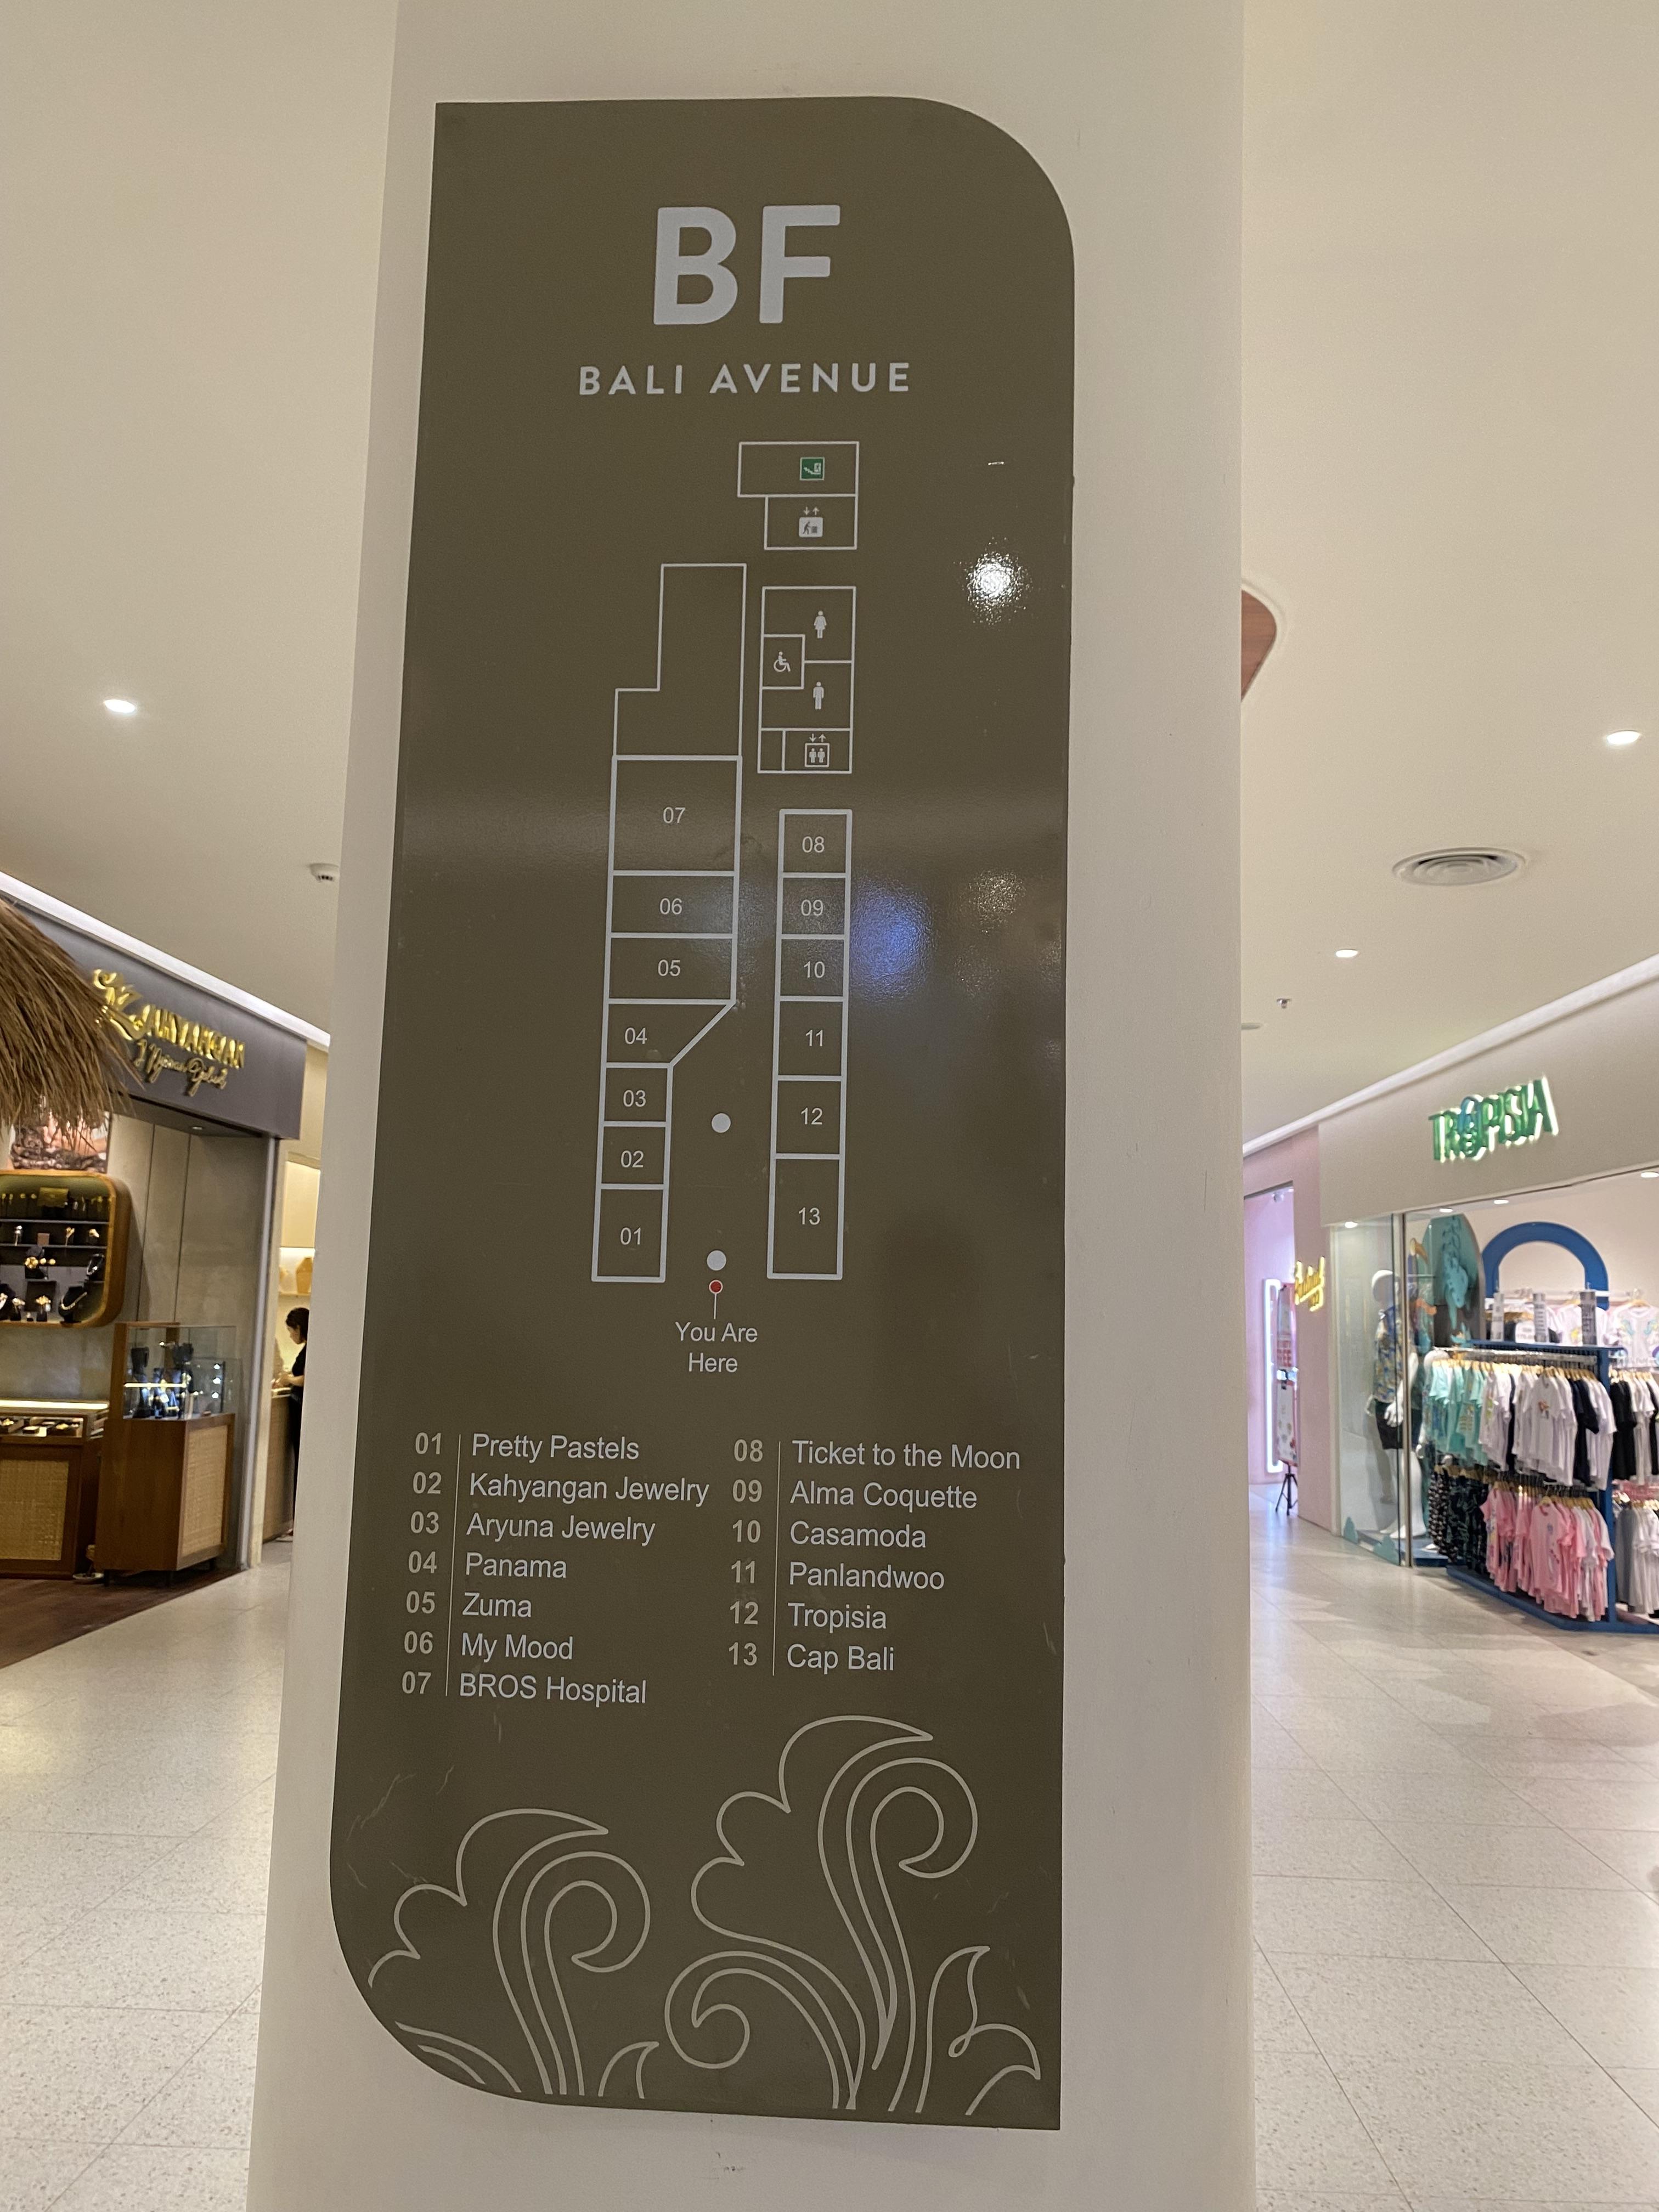 BF
BALI AVENUE
07
08
06
09
05
10
04
11
03
12
02
13
01
You Are
Here
01 Pretty Pastels
02 Kahyangan Jewelry
03 Aryuna Jewelry
04 Panama
05 Zuma
06 My Mood
07 BROS Hospital
08 Ticket to the Moon
09 Alma Coquette
10 Casamoda
11 Panlandwoo
12 Tropisia
13 Cap Bali
KAHYANGAN
TROPISIA